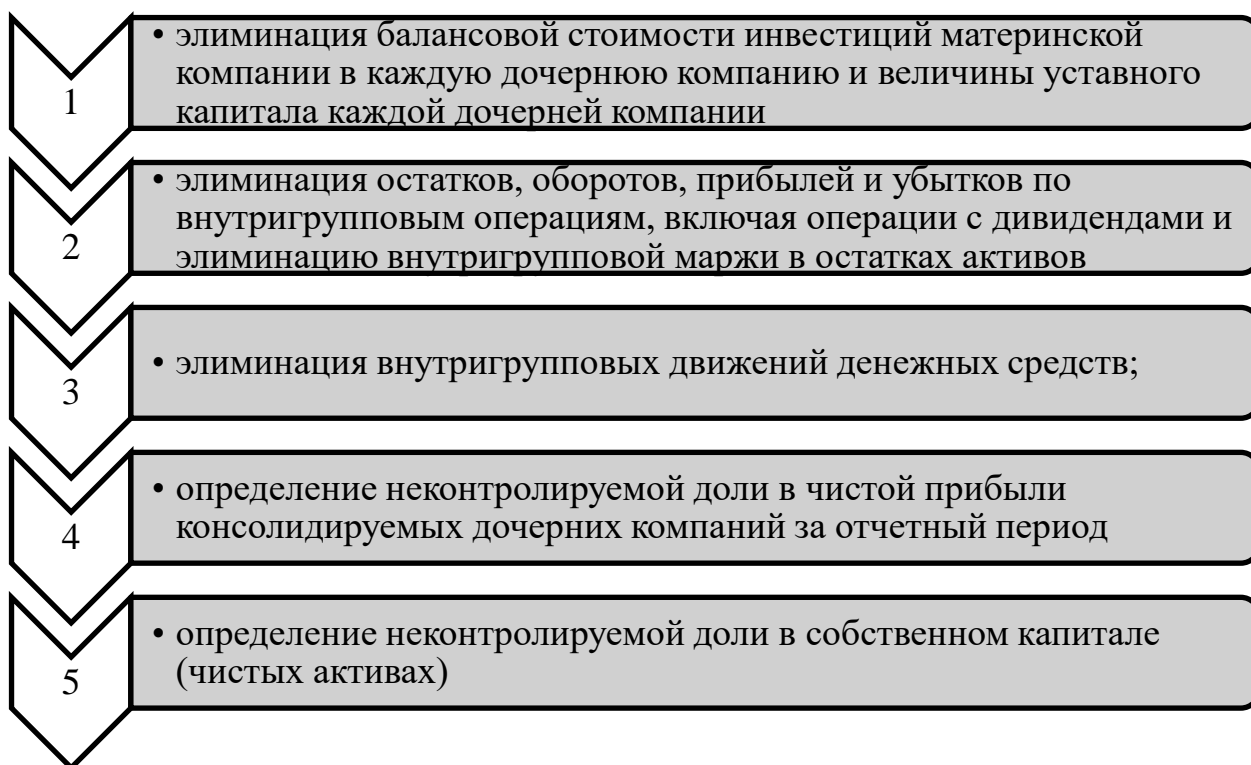 • элиминация балансовой стоимости инвестиций материнской
компании в каждую дочернюю компанию и величины уставного
капитала каждой дочерней компании
1
• элиминация остатков, оборотов, прибылей и убытков по
внутригрупповым операциям, включая операции с дивидендами и
элиминацию внутригрупповой маржи в остатках активов
2
• элиминация внутригрупповых движений денежных средств;
3
• определение неконтролируемой доли в чистой прибыли
консолидируемых дочерних компаний за отчетный период
4
• определение неконтролируемой доли в собственном капитале
(чистых активах)
5